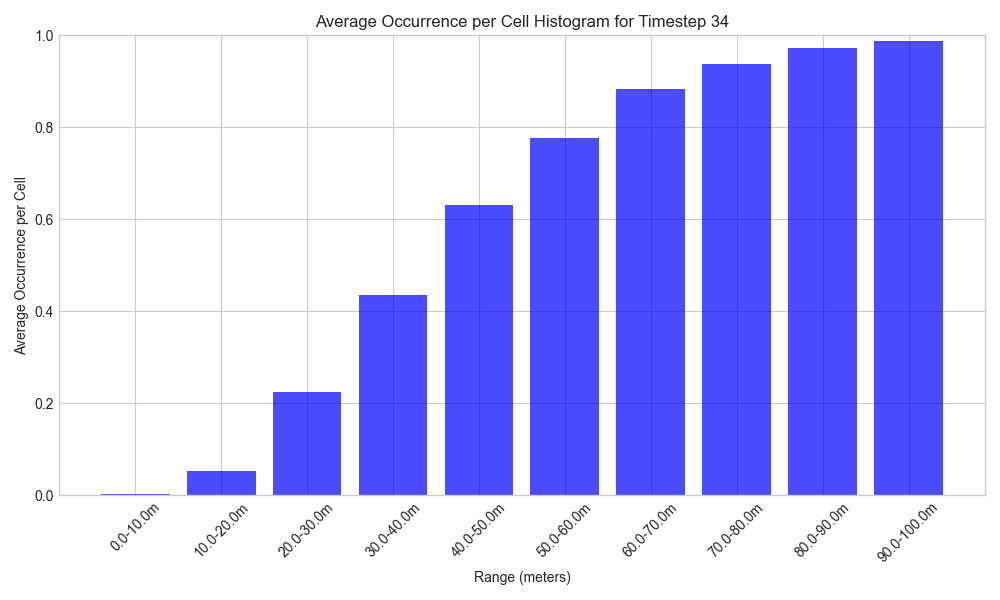 Average Occurrence per Cell Histogram for Timestep 34
1.0
0.8
0.6
0.4
0.2
0.0
Average Occurrence per Cell
0.0-10.0m
10.0-20.0m
20.0-30.0m
30.0-40.0m
40.0-50.0m
50.0-60.0m
60.0-70.0m
70.0-80.0m
80.0-90.0m
90.0-100.0m
Range (meters)